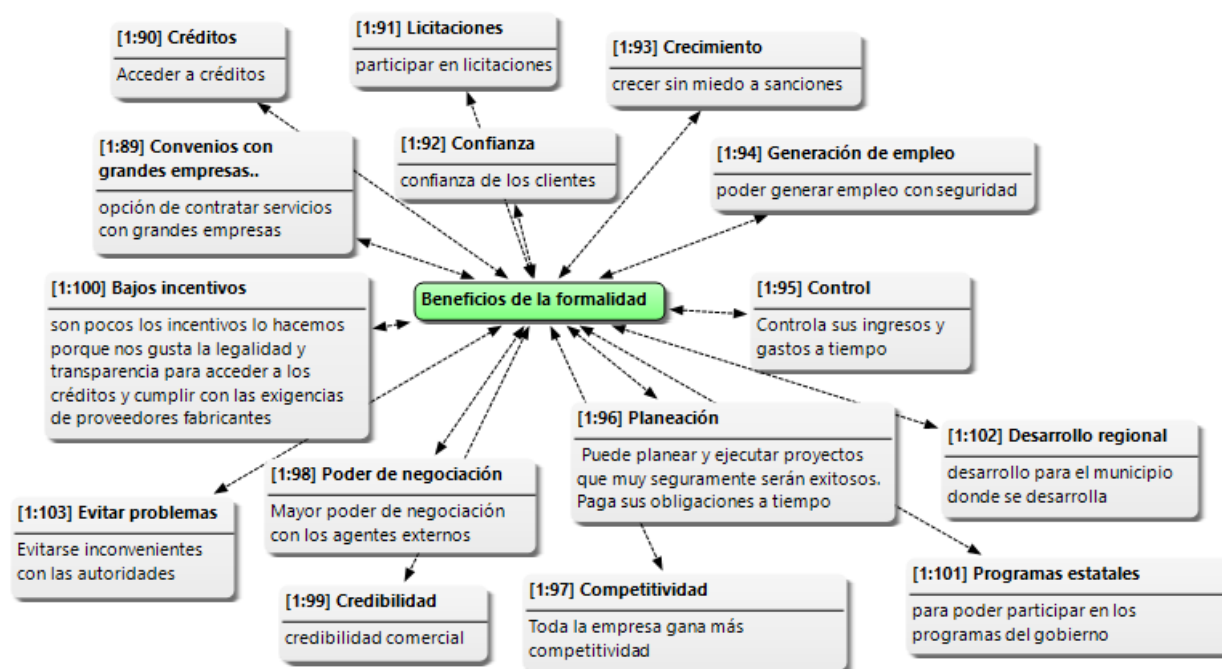 [1:90] Créditos
Acceder a créditos
[1:91] Licitaciones
participar en licitaciones
[1:93] Crecimiento
crecer sin miedo a sanciones
[1:89] Convenios con
grandes empresas..
opción de contratar servicios
con grandes empresas
[1:92] Confianza
confianza de los clientes
[1:94] Generación de empleo
poder generar empleo con seguridad
[1:100] Bajos incentivos
son pocos los incentivos lo hacemos
porque nos gusta la legalidad y
transparencia para acceder a los
créditos y cumplir con las exigencias
de proveedores fabricantes
Beneficios de la formalidad
[1:95] Control
Controla sus ingresos y
gastos a tiempo
[1:96] Planeación
Puede planear y ejecutar proyectos
que muy seguramente serán exitosos.
Paga sus obligaciones a tiempo
[1:102] Desarrollo regional
desarrollo para el municipio
donde se desarrolla
[1:98] Poder de negociación
Mayor poder de negociación
con los agentes externos
[1:103] Evitar problemas
Evitarse inconvenientes
con las autoridades
[1:99] Credibilidad
credibilidad comercial
[1:97] Competitividad
Toda la empresa gana más
competitividad
[1:101] Programas estatales
para poder participar en los
programas del gobierno